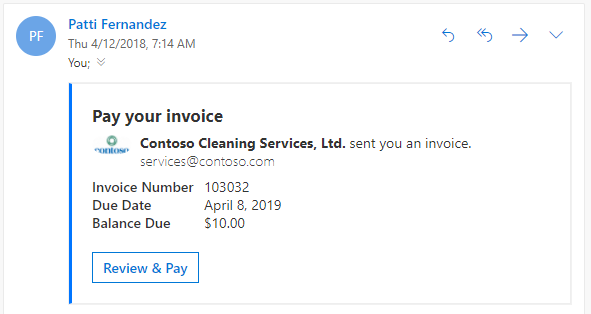 PF
Patti Fernandez
Thu 4/12/2018, 7:14 AM
You;
Pay your invoice
contoso
Contoso Cleaning Services, Ltd. sent you an invoice.
services@contoso.com
Invoice Number 103032
Due Date April 8, 2019
Balance Due $10.00
Review & Pay